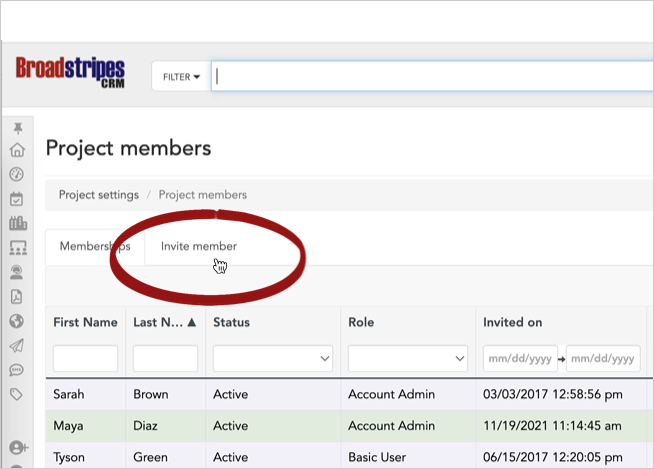 Broadstripes
CRM
FILTER
Project members
Project settings / Project members
Memberships Invite member
First Name Last N... ▲ Status Role Invited on
mm/dd/yyyy mm/dd/yyyy
Sarah Brown Active Account Admin 03/03/2017 12:58:56 pm
Maya Diaz Active Account Admin 11/19/2021 11:14:45 am
Tyson Green Active Basic User 06/15/2017 12:20:05 pm